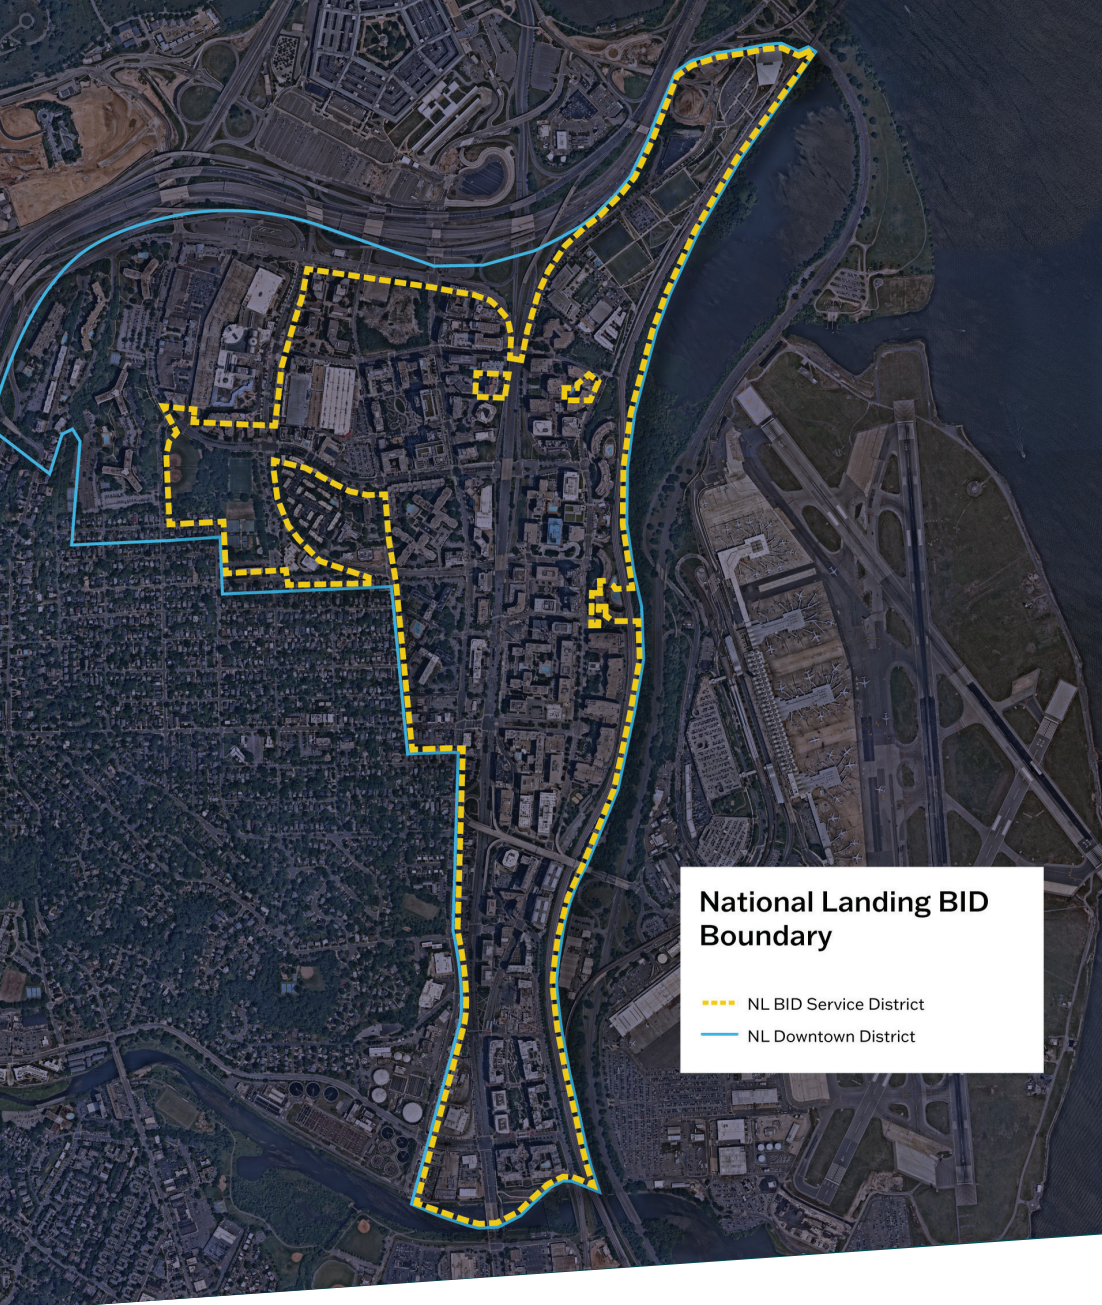 National Landing BID
Boundary
NL BID Service District
NL Downtown District